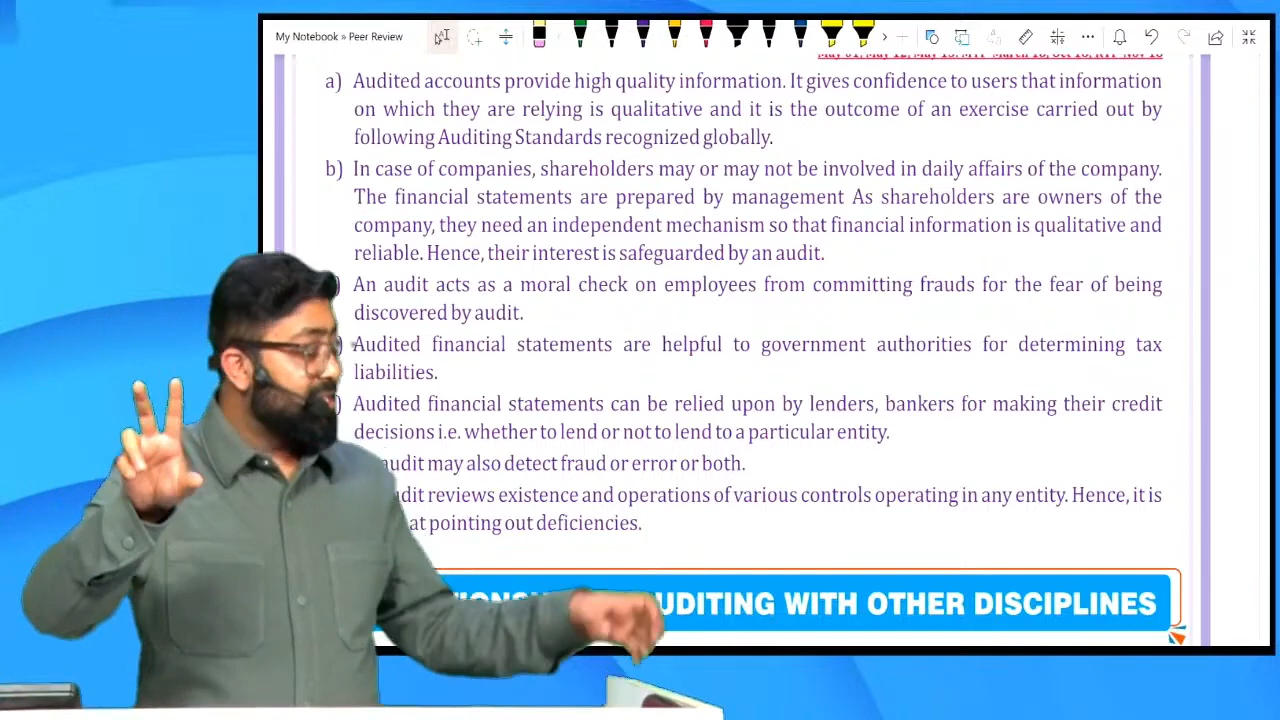 My Notebook » Peer Review
a) Audited accounts provide high quality information. It gives confidence to users that information
on which they are relying is qualitative and it is the outcome of an exercise carried out by
following Auditing Standards recognized globally.
b) In case of companies, shareholders may or may not be involved in daily affairs of the company.
The financial statements are prepared by management As shareholders are owners of the
company, they need an independent mechanism so that financial information is qualitative and
reliable. Hence, their interest is safeguarded by an audit.
) An audit acts as a moral check on employees from committing frauds for the fear of being
discovered by audit.
) Audited financial statements are helpful to government authorities for determining tax
liabilities.
) Audited financial statements can be relied upon by lenders, bankers for making their credit
decisions i.e. whether to lend or not to lend to a particular entity.
audit may also detect fraud or error or both.
reviews existence and operations of various controls operating in any entity. Hence, it is
at pointing out deficiencies.
WITH OTHER DISCIPLINES